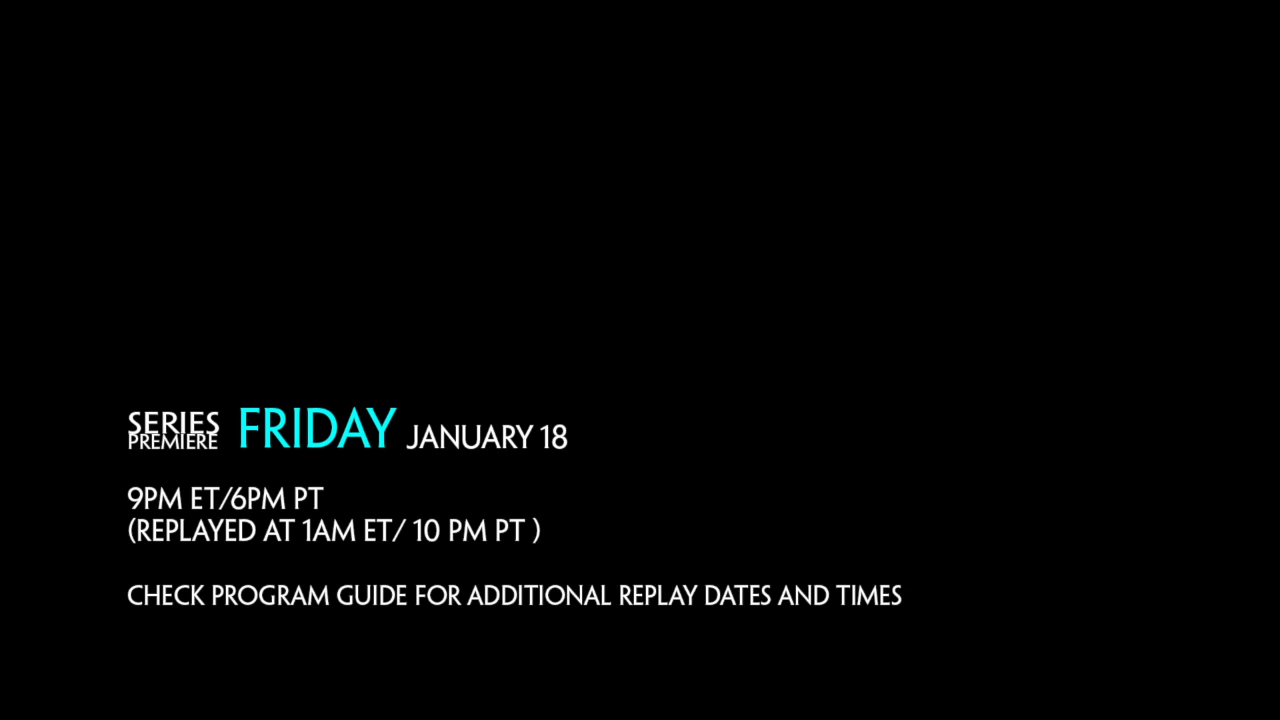 SERIES
PREMIERE FRIDAY JANUARY 18
9PM ET/6PM PT
(REPLAYED AT 1AM ET/ 10 PM PT )
CHECK PROGRAM GUIDE FOR ADDITIONAL REPLAY DATES AND TIMES